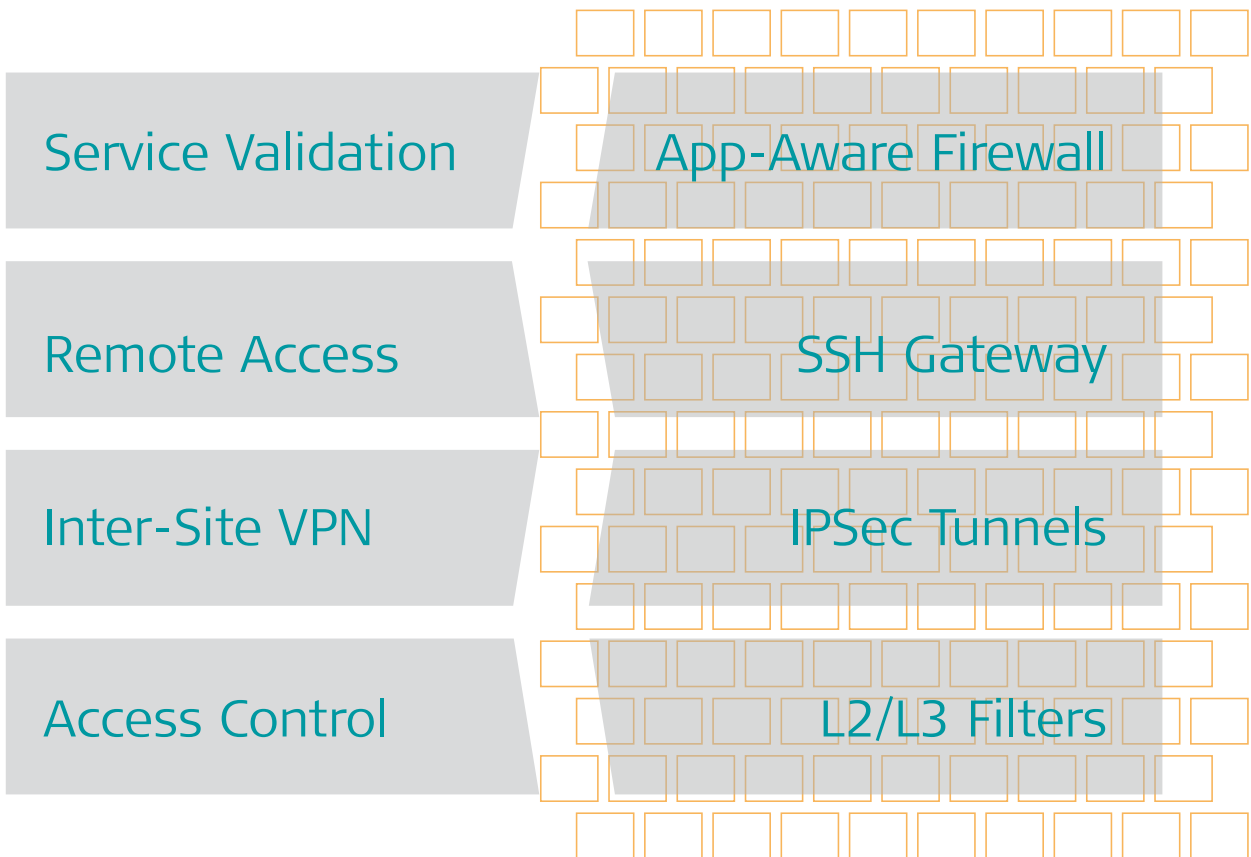 Service Validation
App-Aware Firewall
Remote Access
SSH Gateway
Inter-Site VPN
IPSec Tunnels
Access Control
L2/L3 Filters